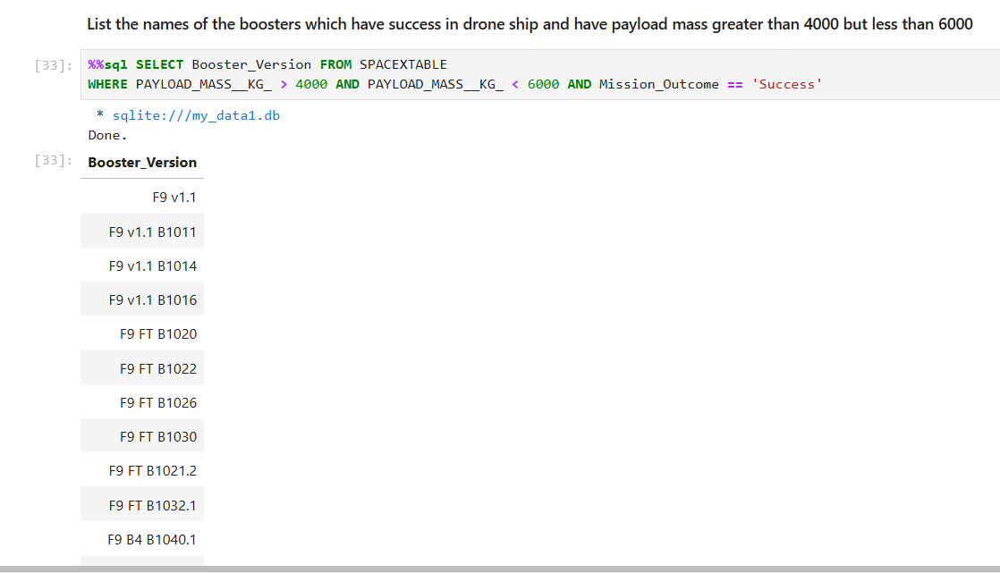 List the names of the boosters which have success in drone ship and have payload mass greater than 4000 but less than 6000
[33]: %%sql SELECT Booster_Version FROM SPACEXTABLE
WHERE PAYLOAD_MASS__KG_ > 4000 AND PAYLOAD_MASS__KG_ < 6000 AND Mission_Outcome == 'Success'
* sqlite:///my_data1.db
Done.
[33]: Booster_Version
F9 v1.1
F9 v1.1 B1011
F9 v1.1 B1014
F9 v1.1 B1016
F9 FT B1020
F9 FT B1022
F9 FT B1026
F9 FT B1030
F9 FT B1021.2
F9 FT B1032.1
F9 B4 B1040.1